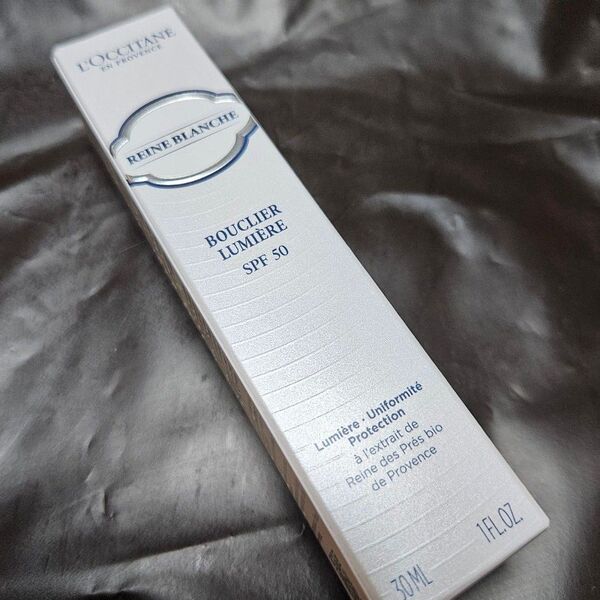 L'OCCITANE
EN PROVENCE
REINE BLANCHE
BOUCLIER
LUMIÈRE
SPF 50
Lumière · Uniformité
Protection
à l'extrait de
Reine des Prés bio
de Provence
30 ML
1 FL.OZ.